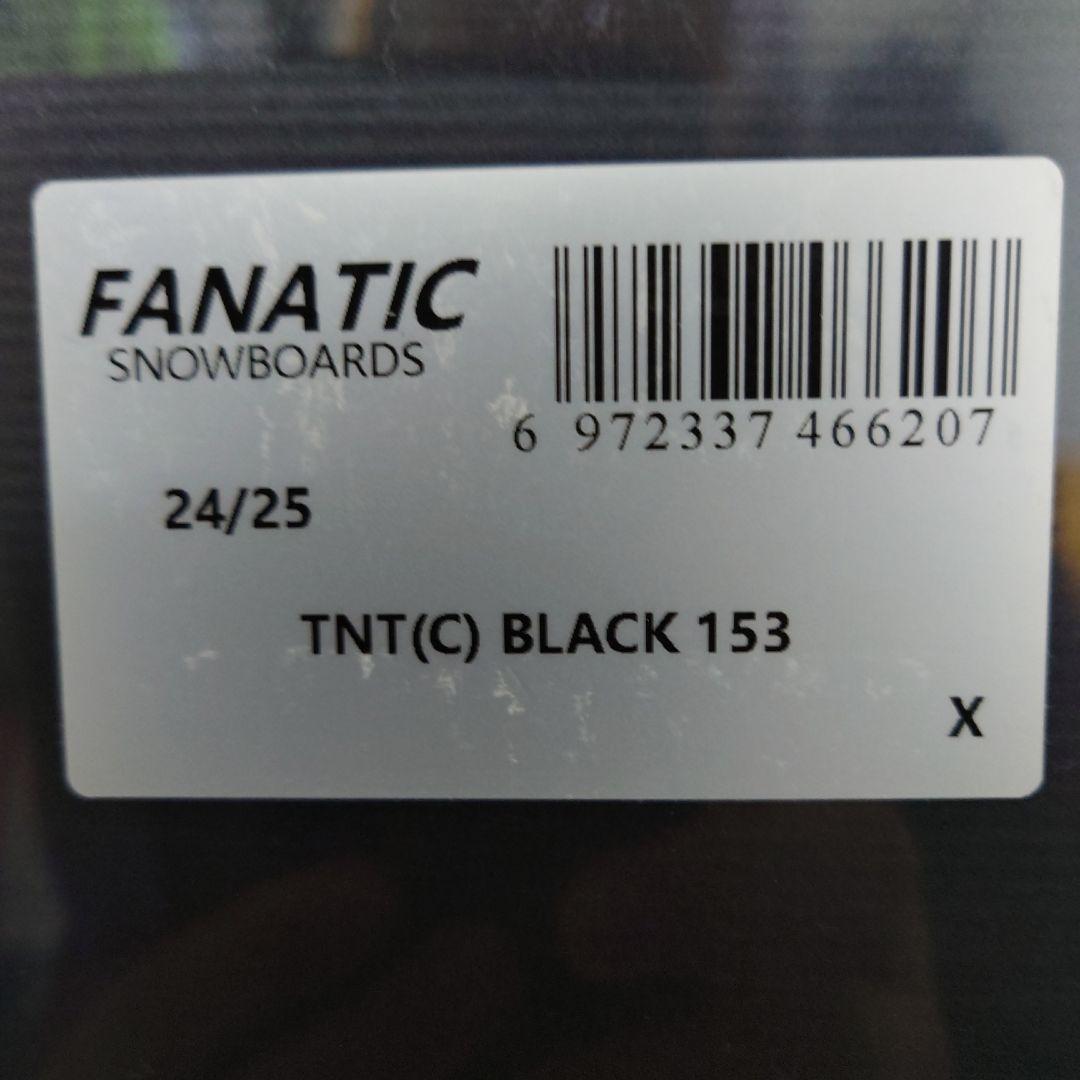 FANATIC
SNOWBOARDS
6 972337 466207
24/25
TNT(C) BLACK 153
X